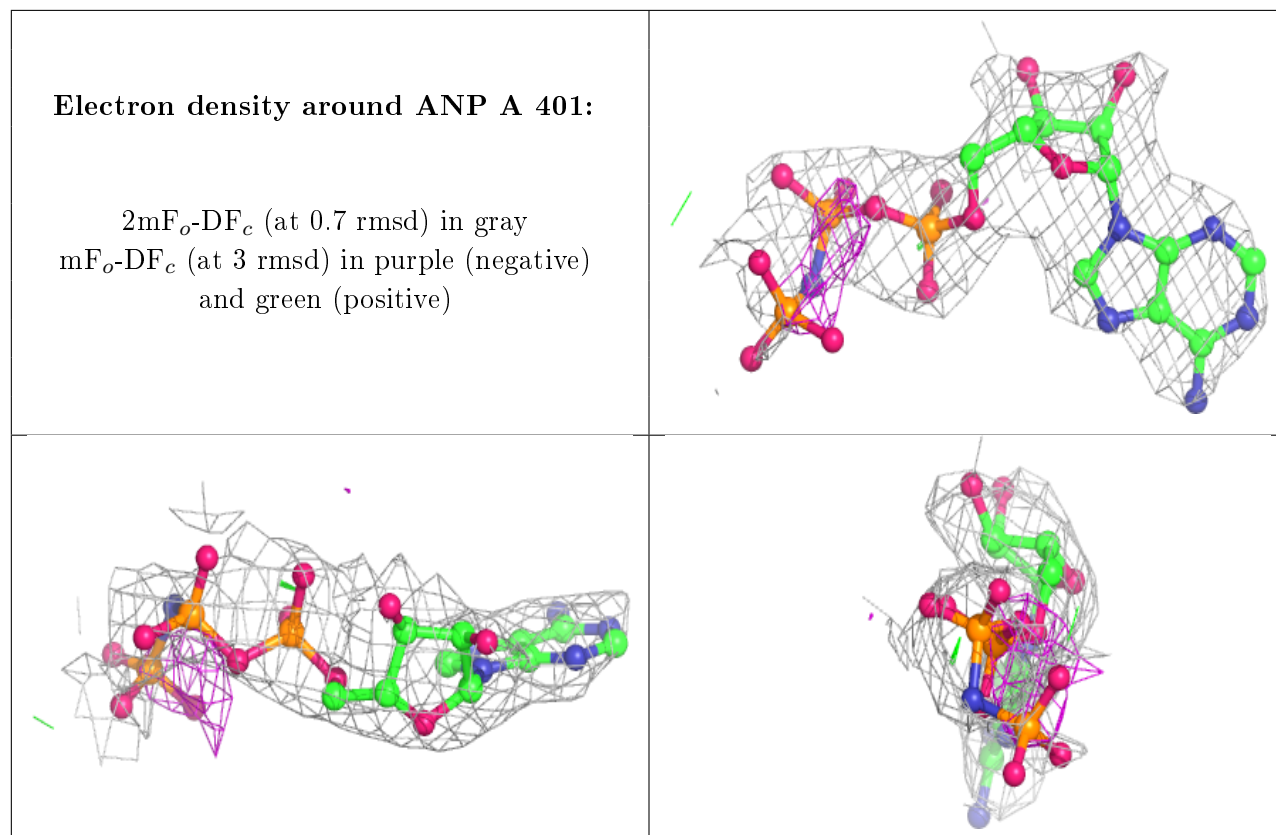 Electron density around ANP A 401:
2mFo-DFc (at 0.7 rmsd) in gray
mFo-DFc (at 3 rmsd) in purple (negative)
and green (positive)